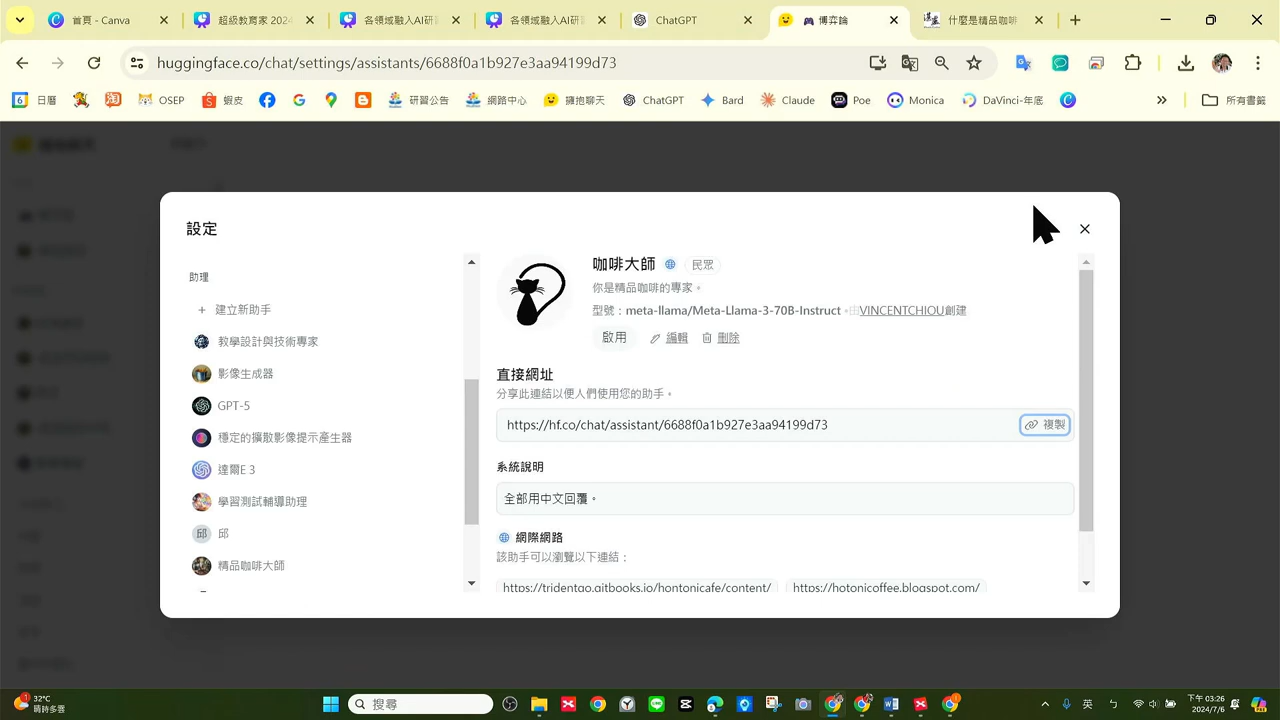 首頁 - Canva
超級教育家 2024
各領域融入AI研
各領域融入AI研
ChatGPT
博弈論
什麼是精品咖啡
huggingface.co/chat/settings/assistants/6688f0a1b927e3aa94199d73
6 日曆
淘
OSEP
蝦皮
研習公告
網路中心
擁抱聊天
ChatGPT
Bard
Claude
Poe
Monica
DaVinci-年底
所有書籤
設定
助理
+ 建立新助手
教學設計與技術專家
影像生成器
GPT-5
穩定的擴散影像提示產生器
達爾E 3
學習測試輔導助理
邱 邱
精品咖啡大師
咖啡大師 民眾
你是精品咖啡的專家。
型號：meta-llama/Meta-Llama-3-70B-Instruct •由VINCENTCHIOU創建
啟用 編輯 刪除
直接網址
分享此連結以便人們使用您的助手。
https://hf.co/chat/assistant/6688f0a1b927e3aa94199d73 複製
系統說明
全部用中文回覆。
網際網路
該助手可以瀏覽以下連結：
https://tridentgo.gitbooks.io/hontonicafe/content/ https://hotonicoffee.blogspot.com/
32°C
晴時多雲
搜尋
英
下午 03:26
2024/7/6